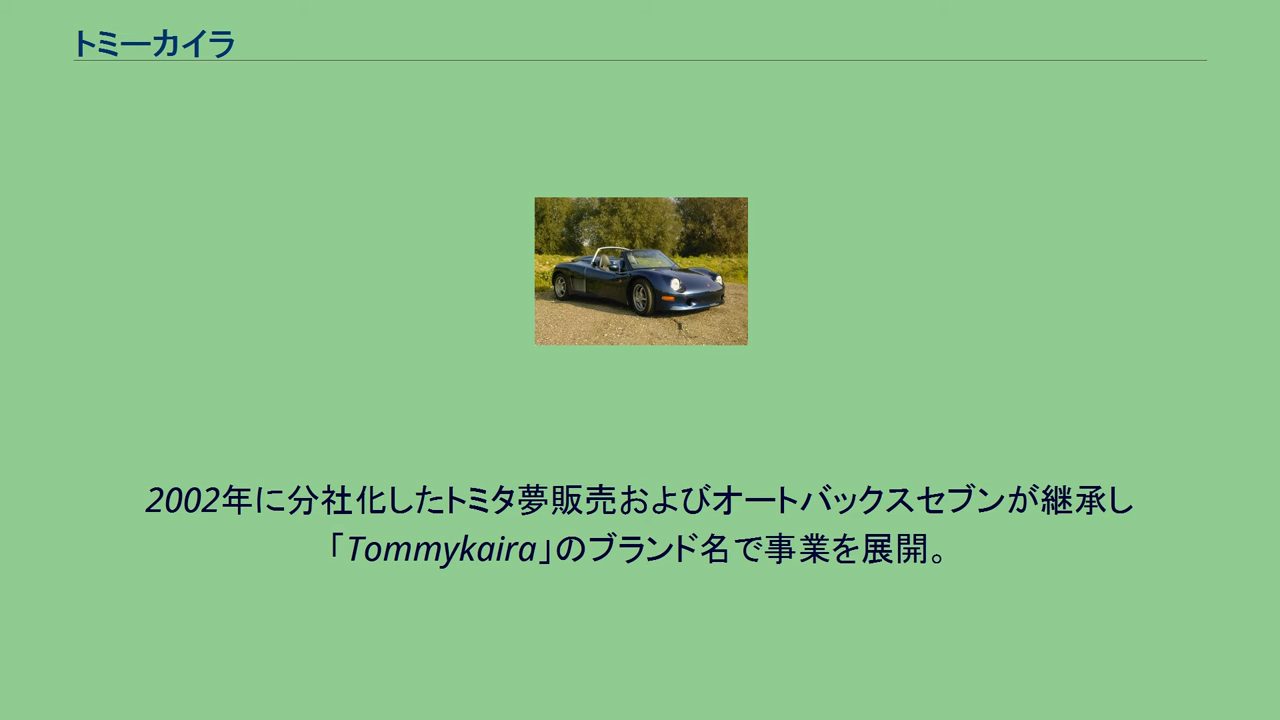 トミーカイラ
2002年に分社化したトミタ夢販売およびオートバックスセブンが継承し
「Tommykaira」のブランド名で事業を展開。